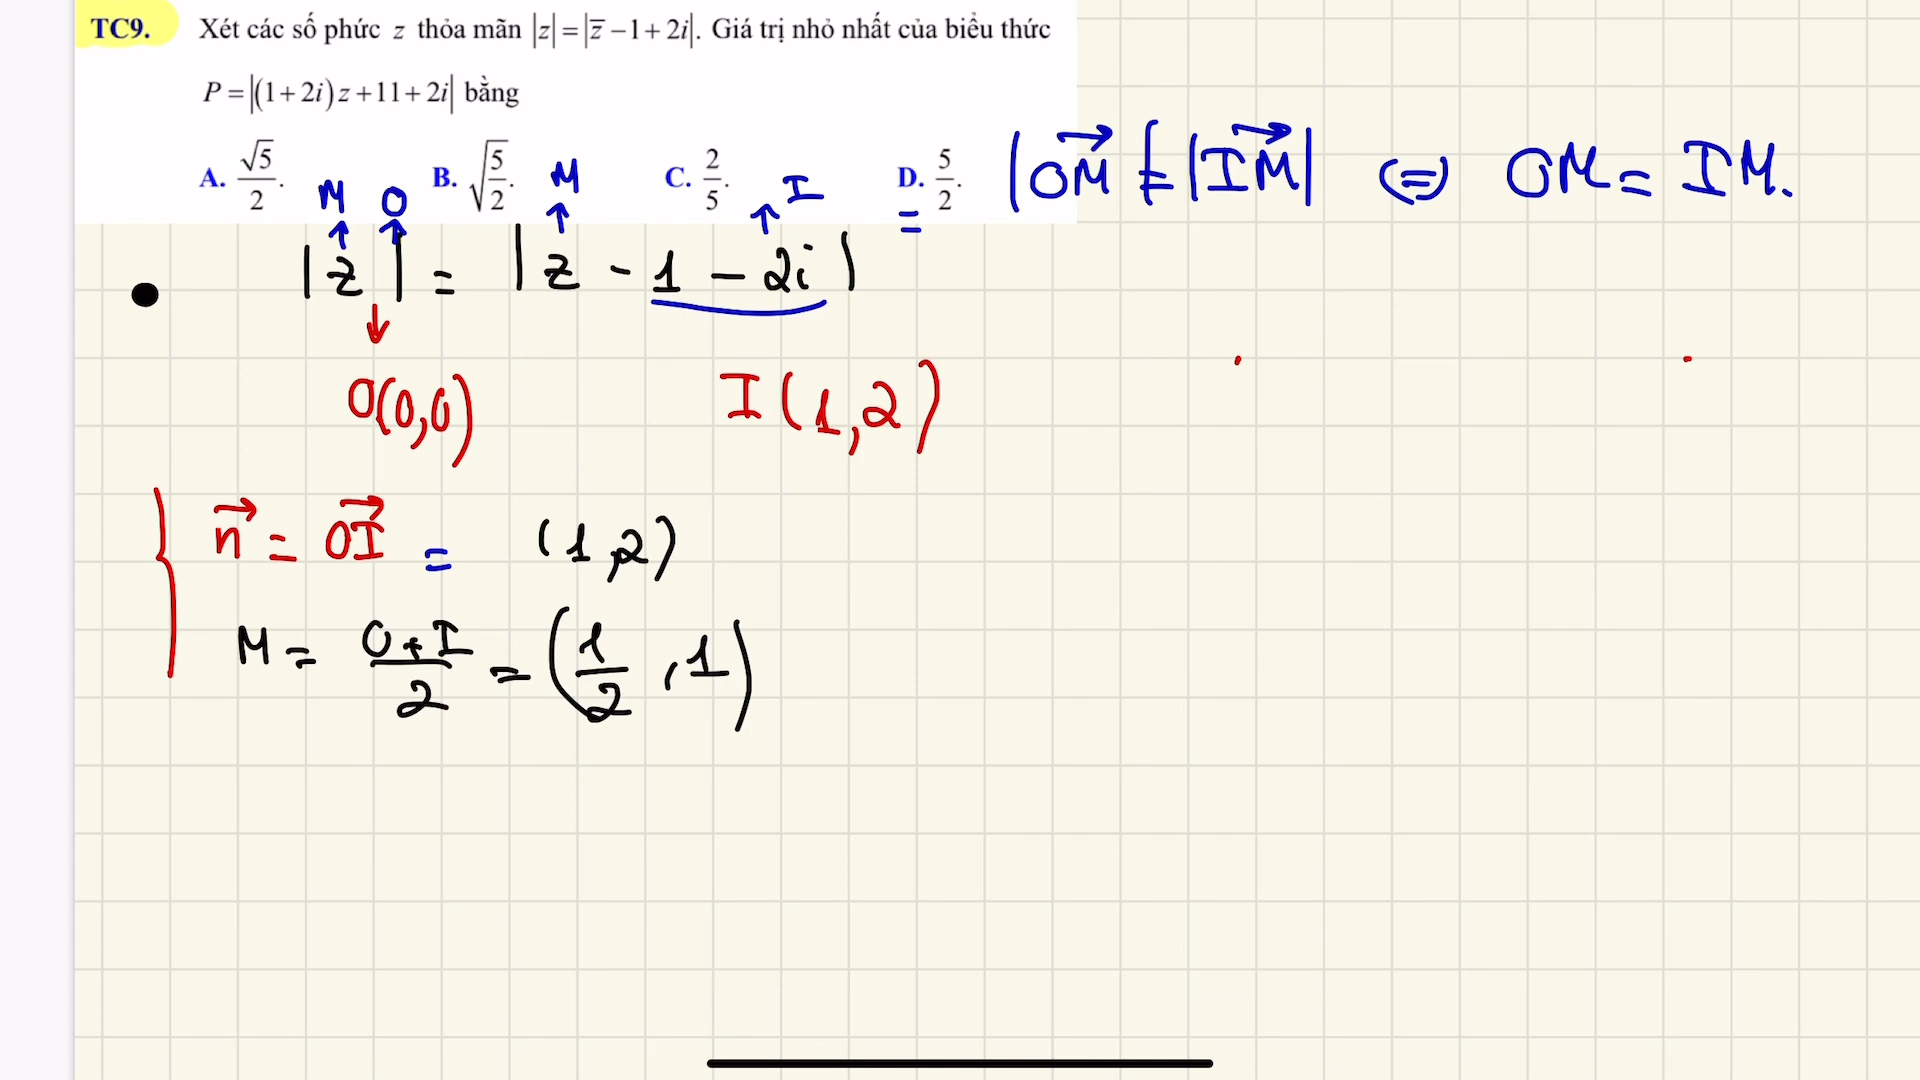 TC9. Xét các số phức z thỏa mãn |z| = |z̅ − 1 + 2i|. Giá trị nhỏ nhất của biểu thức
P = |(1 + 2i)z + 11 + 2i| bằng
A. √5/2. B. √(5/2). C. 2/5. D. 5/2.
|OM⃗| = |IM⃗| ⇔ OM = IM.
M O M I =
|z| = |z - 1 - 2i|
O(0,0) I(1,2)
n⃗ = OI⃗ = (1,2)
M = (O+I)/2 = (1/2, 1)